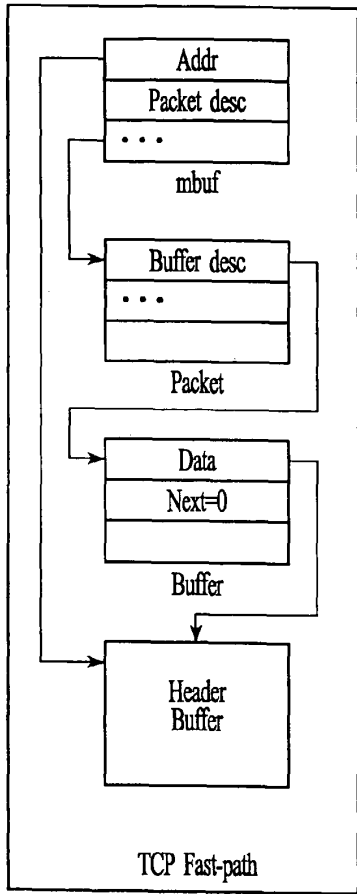 Addr
Packet desc
• • •
mbuf
Buffer desc
• • •
Packet
Data
Next=0
Buffer
Header
Buffer
TCP Fast-path